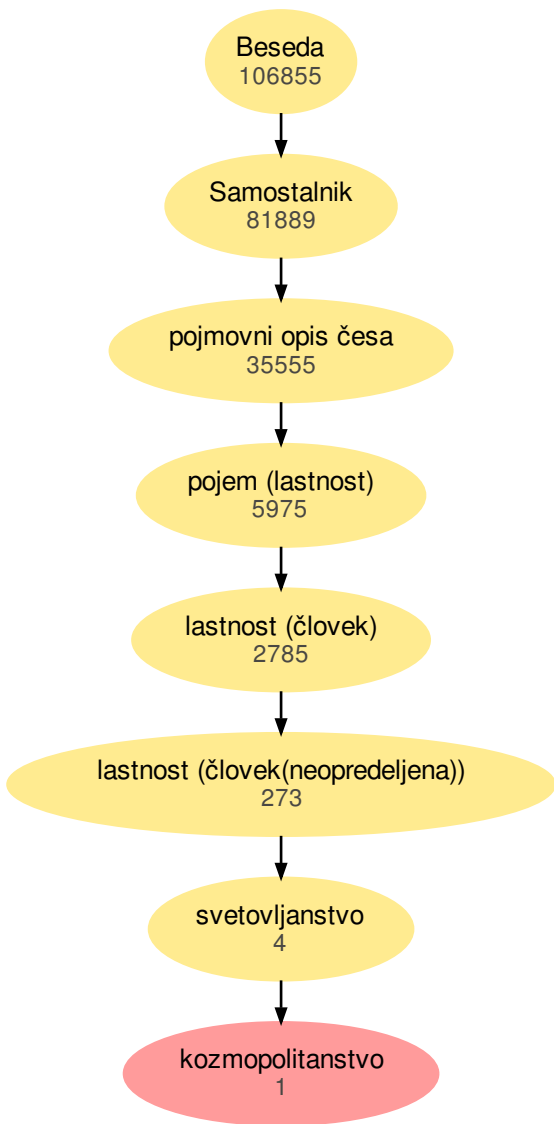 Beseda
106855
Samostalnik
81889
pojmovni opis česa
35555
pojem (lastnost)
5975
lastnost (človek)
2785
lastnost (človek(neopredeljena))
273
svetovljanstvo
4
kozmopolitanstvo
1